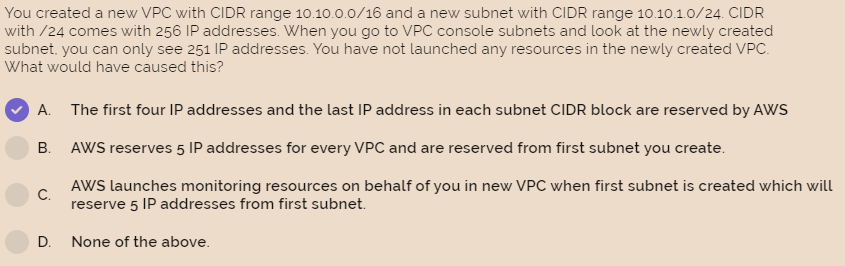 You created a new VPC with CIDR range 10.10.0.0/16 and a new subnet with CIDR range 10.10.1.0/24. CIDR
with /24 comes with 256 IP addresses. When you go to VPC console subnets and look at the newly created
subnet, you can only see 251 IP addresses. You have not launched any resources in the newly created VPC.
What would have caused this?
A. The first four IP addresses and the last IP address in each subnet CIDR block are reserved by AWS
B. AWS reserves 5 IP addresses for every VPC and are reserved from first subnet you create.
C. AWS launches monitoring resources on behalf of you in new VPC when first subnet is created which will
reserve 5 IP addresses from first subnet.
D. None of the above.